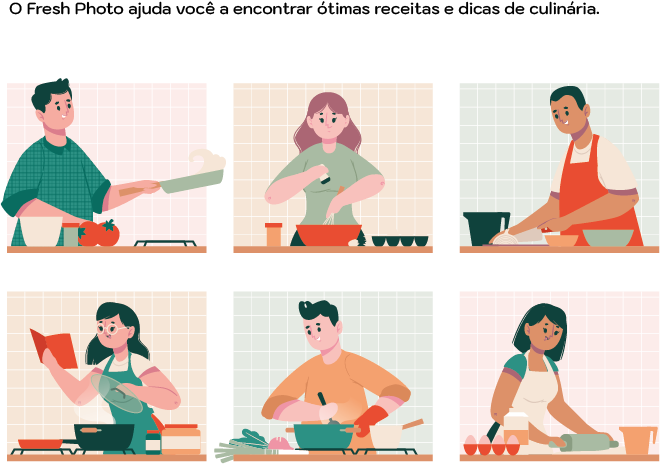 O Fresh Photo ajuda você a encontrar ótimas receitas e dicas de culinária.